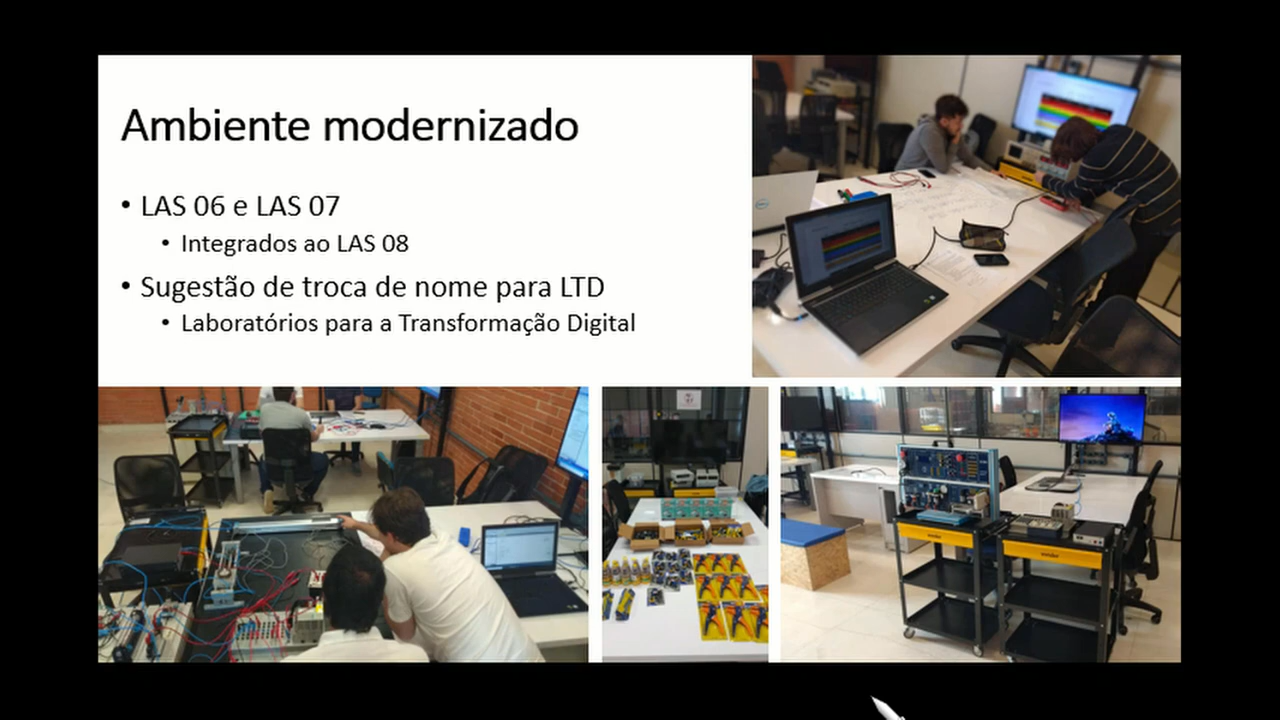 Ambiente modernizado
• LAS 06 e LAS 07
• Integrados ao LAS 08
• Sugestão de troca de nome para LTD
• Laboratórios para a Transformação Digital